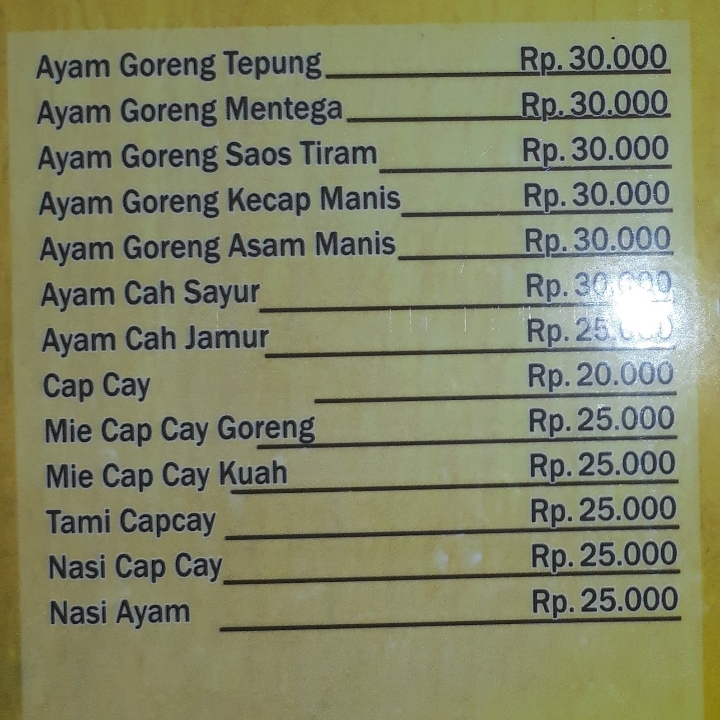 Ayam Goreng Tepung Rp. 30.000
Ayam Goreng Mentega Rp. 30.000
Ayam Goreng Saos Tiram Rp. 30.000
Ayam Goreng Kecap Manis Rp. 30.000
Ayam Goreng Asam Manis Rp. 30.000
Ayam Cah Sayur Rp. 30.000
Ayam Cah Jamur Rp. 25.000
Cap Cay Rp. 20.000
Mie Cap Cay Goreng Rp. 25.000
Mie Cap Cay Kuah Rp. 25.000
Tami Capcay Rp. 25.000
Nasi Cap Cay Rp. 25.000
Nasi Ayam Rp. 25.000